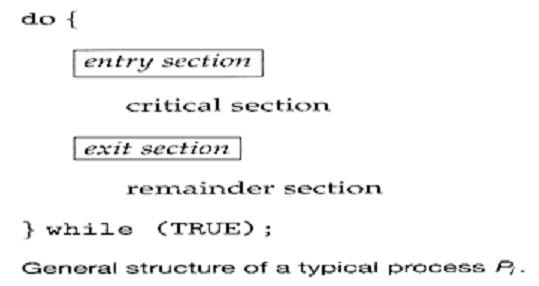 do {
entry section
critical section
exit section
remainder section
} while (TRUE);
General structure of a typical process Pi.